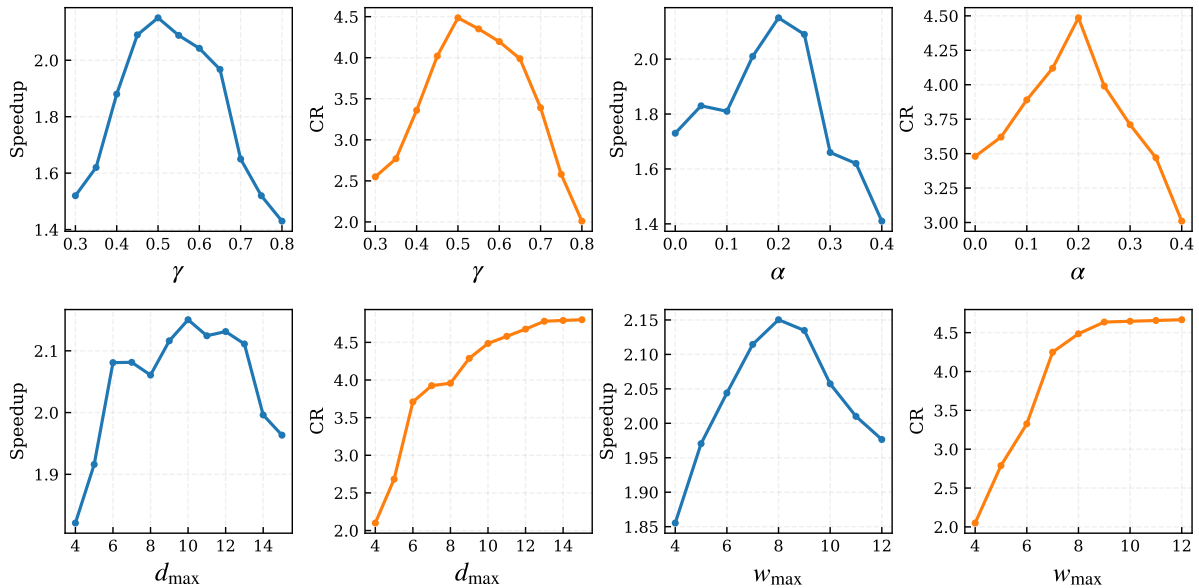 Speedup
2.0
1.8
1.6
1.4
0.3 0.4 0.5 0.6 0.7 0.8
γ
CR
4.5
4.0
3.5
3.0
2.5
2.0
0.3 0.4 0.5 0.6 0.7 0.8
γ
Speedup
2.0
1.8
1.6
1.4
0.0 0.1 0.2 0.3 0.4
α
CR
4.50
4.25
4.00
3.75
3.50
3.25
3.00
0.0 0.1 0.2 0.3 0.4
α
Speedup
2.1
2.0
1.9
4 6 8 10 12 14
d_max
CR
4.5
4.0
3.5
3.0
2.5
2.0
4 6 8 10 12 14
d_max
Speedup
2.15
2.10
2.05
2.00
1.95
1.90
1.85
4 6 8 10 12
w_max
CR
4.5
4.0
3.5
3.0
2.5
2.0
4 6 8 10 12
w_max